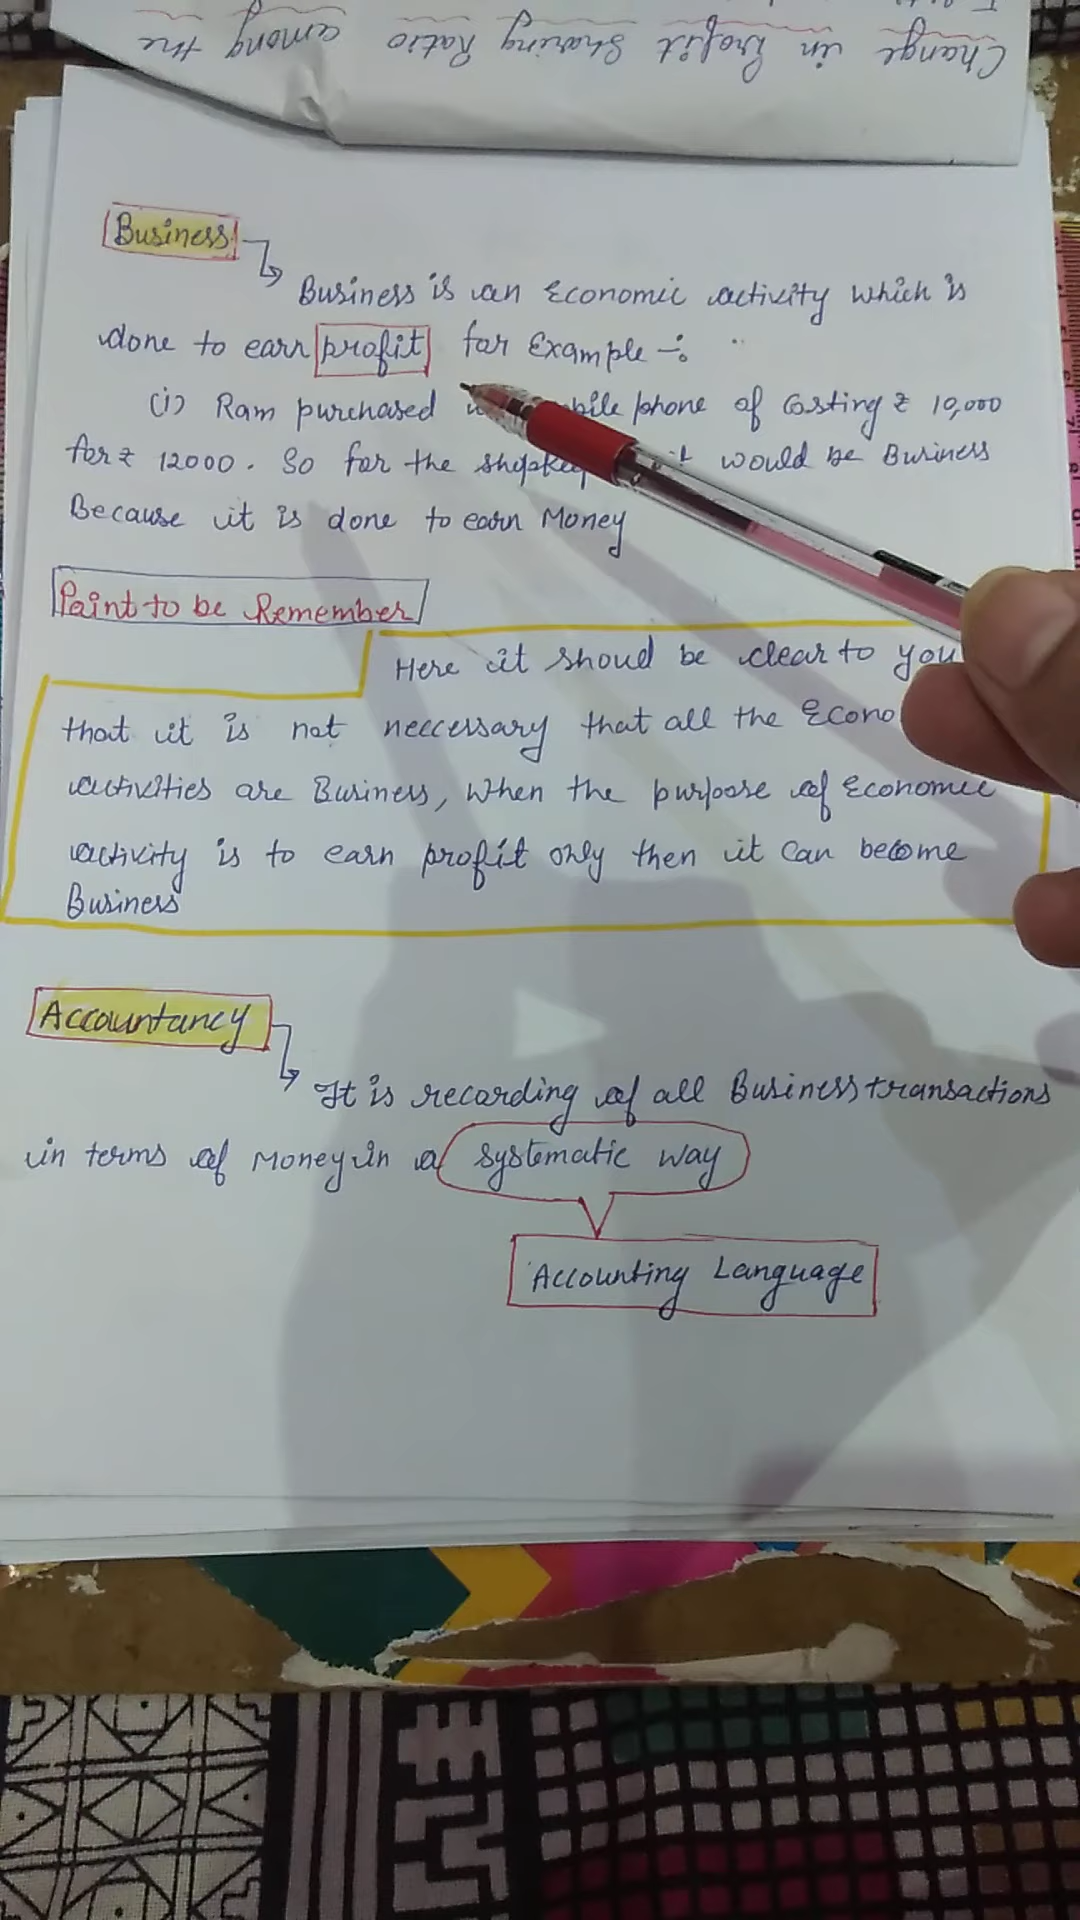 Change in Profit Sharing Ratio among the
Business
Business is an Economic activity which is
done to earn profit for Example -:
(i) Ram purchased phone of Costing ₹ 10,000
for ₹ 12000. So for the would be Business
Because it is done to earn Money
Point to be Remember
Here it shoud be clear to you
that it is not neccessary that all the Econo
activities are Business, When the purpose of Economic
activity is to earn profit only then it can become
Business
Accountancy
It is recording of all Business transactions
in terms of Money in a systematic way
Accounting Language